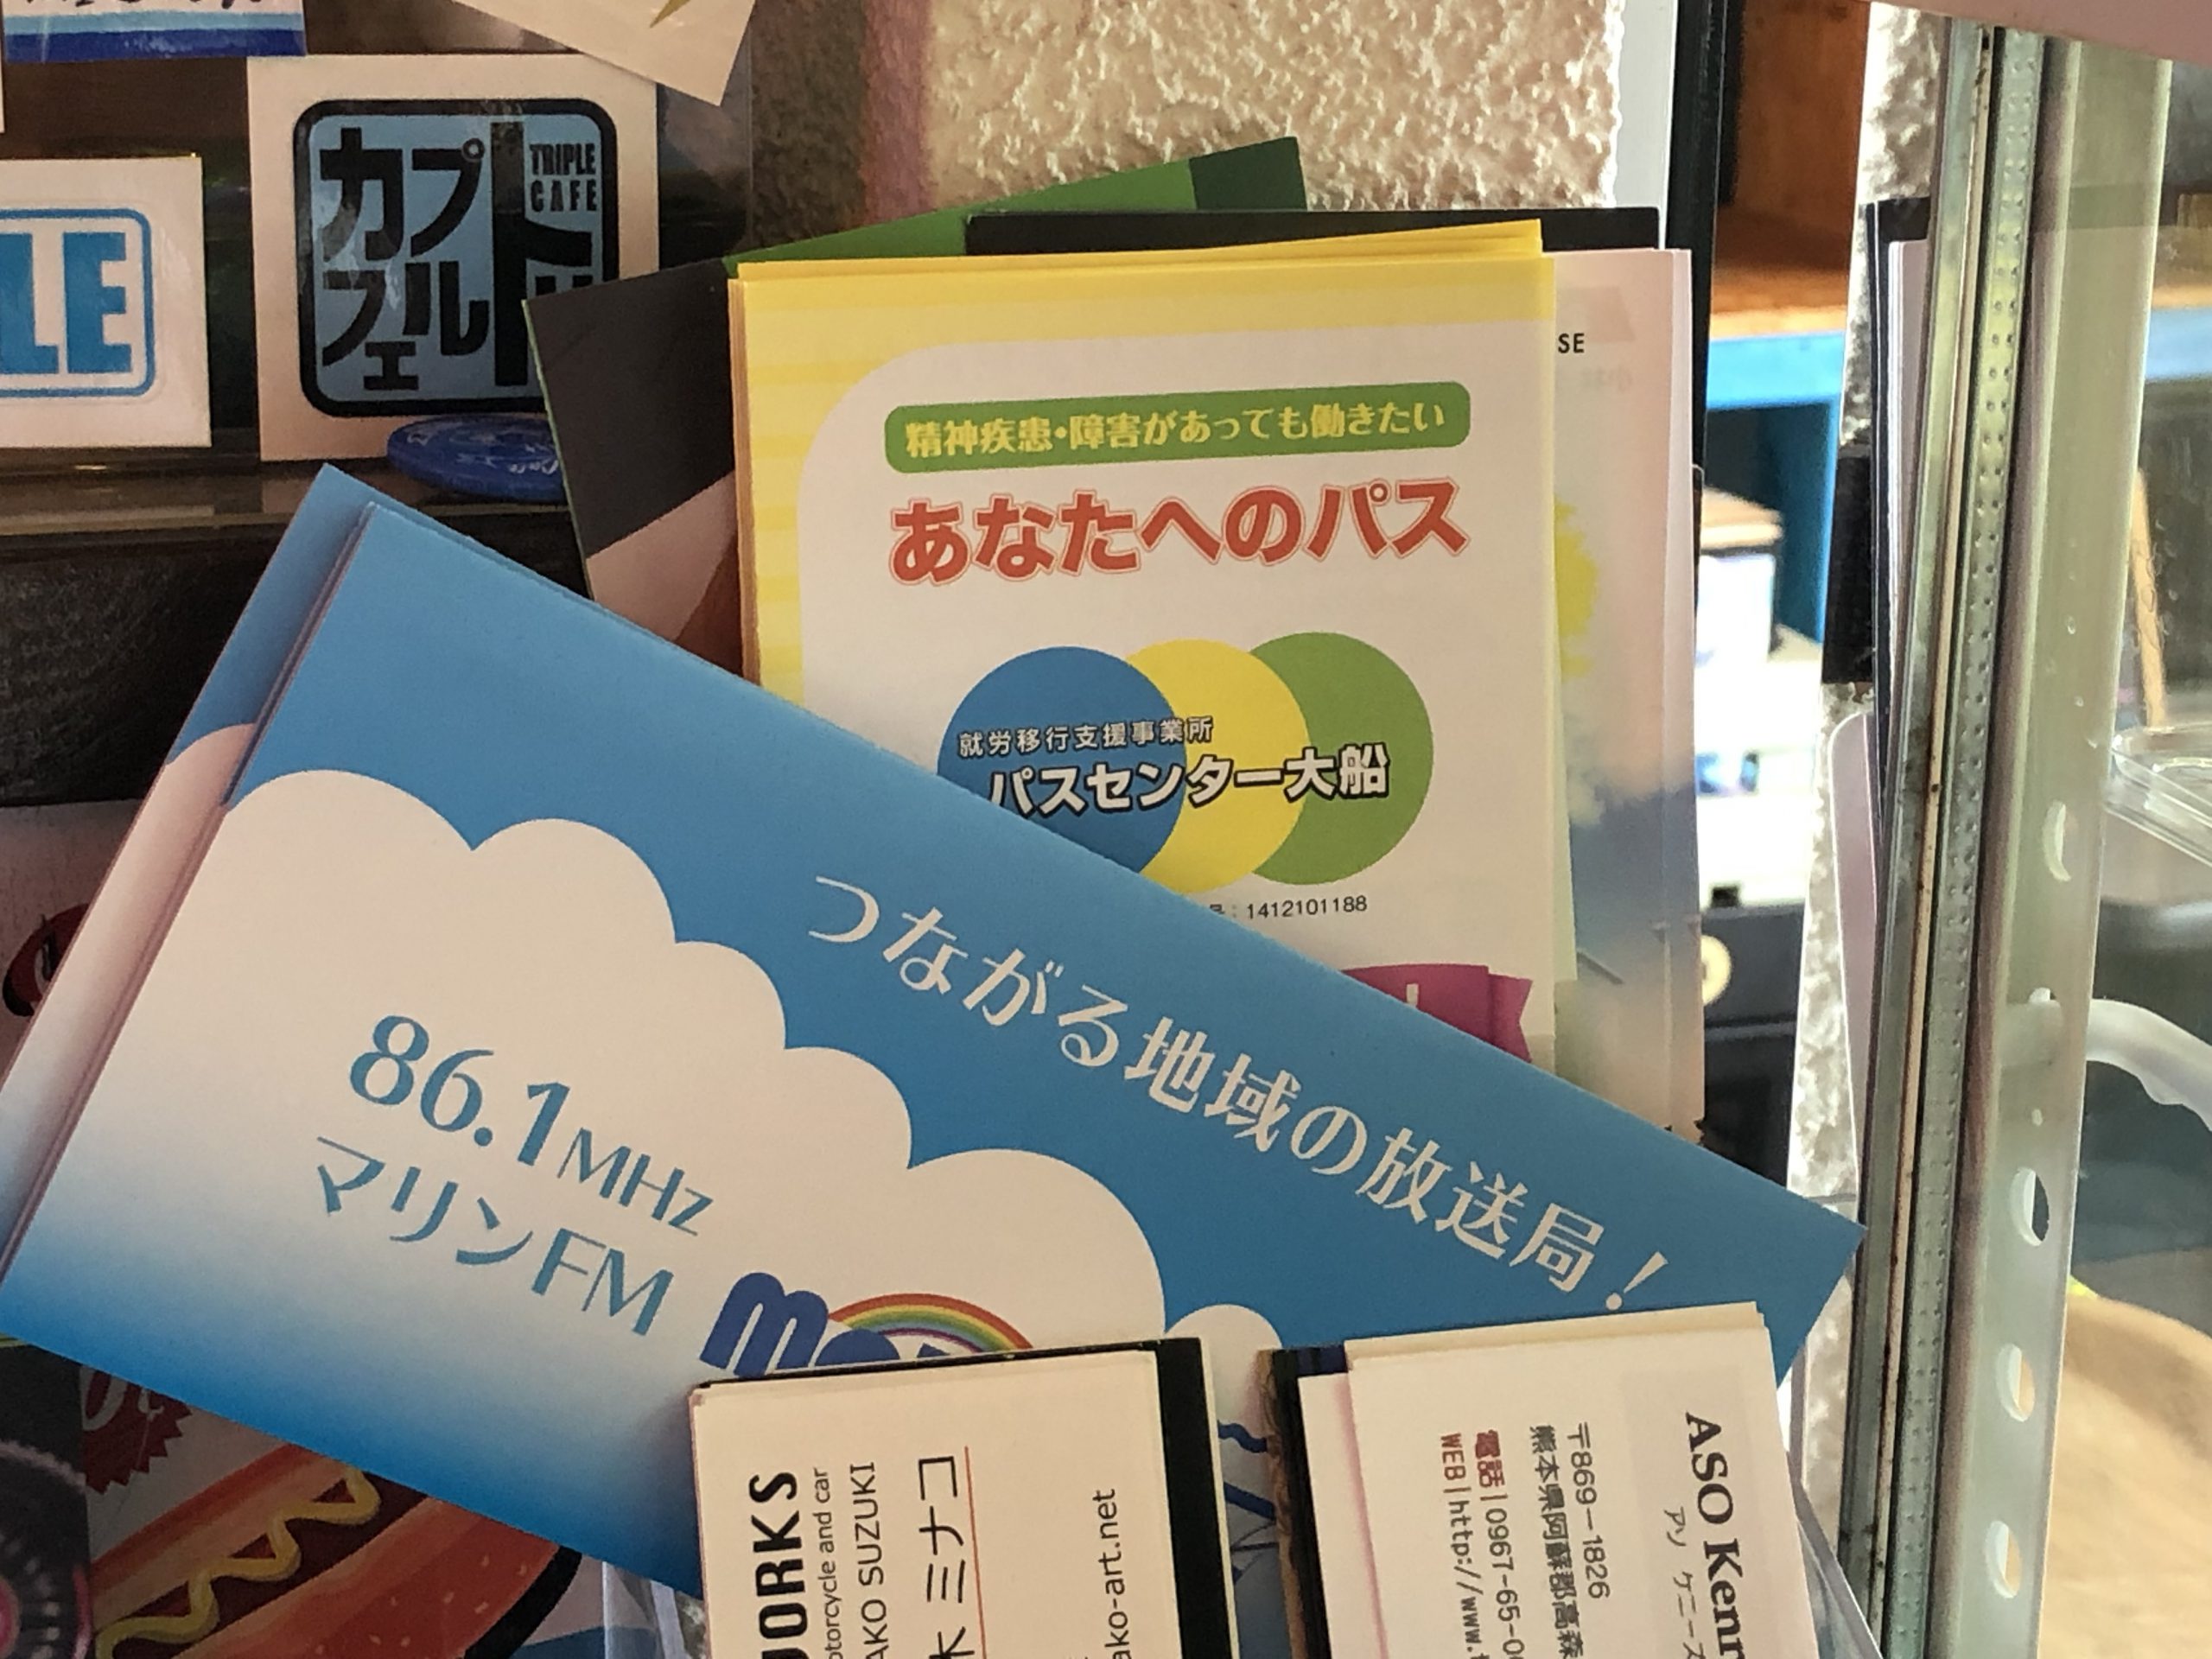 LE
カプ
フェルト
TRIPLE
CAFE
SE
精神疾患・障害があっても働きたい
あなたへのパス
就労移行支援事業所
パスセンター大船
号：1412101188
つながる地域の放送局！
86.1MHz
マリンFM
WORKS
otorcycle and car
AKO SUZUKI
木 ミナコ
ako-art.net
ASO Kenn
アソ ケニーズ
〒869－1826
熊本県阿蘇郡高森
電話|0967-65-0
WEB|http://www.